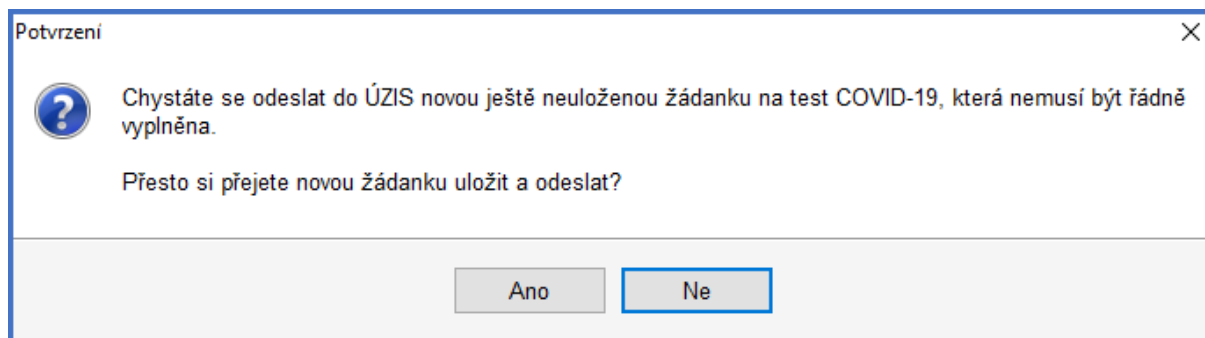 Potvrzení
Chystáte se odeslat do ÚZIS novou ještě neuloženou žádanku na test COVID-19, která nemusí být řádně
vyplněna.
Přesto si přejete novou žádanku uložit a odeslat?
Ano
Ne